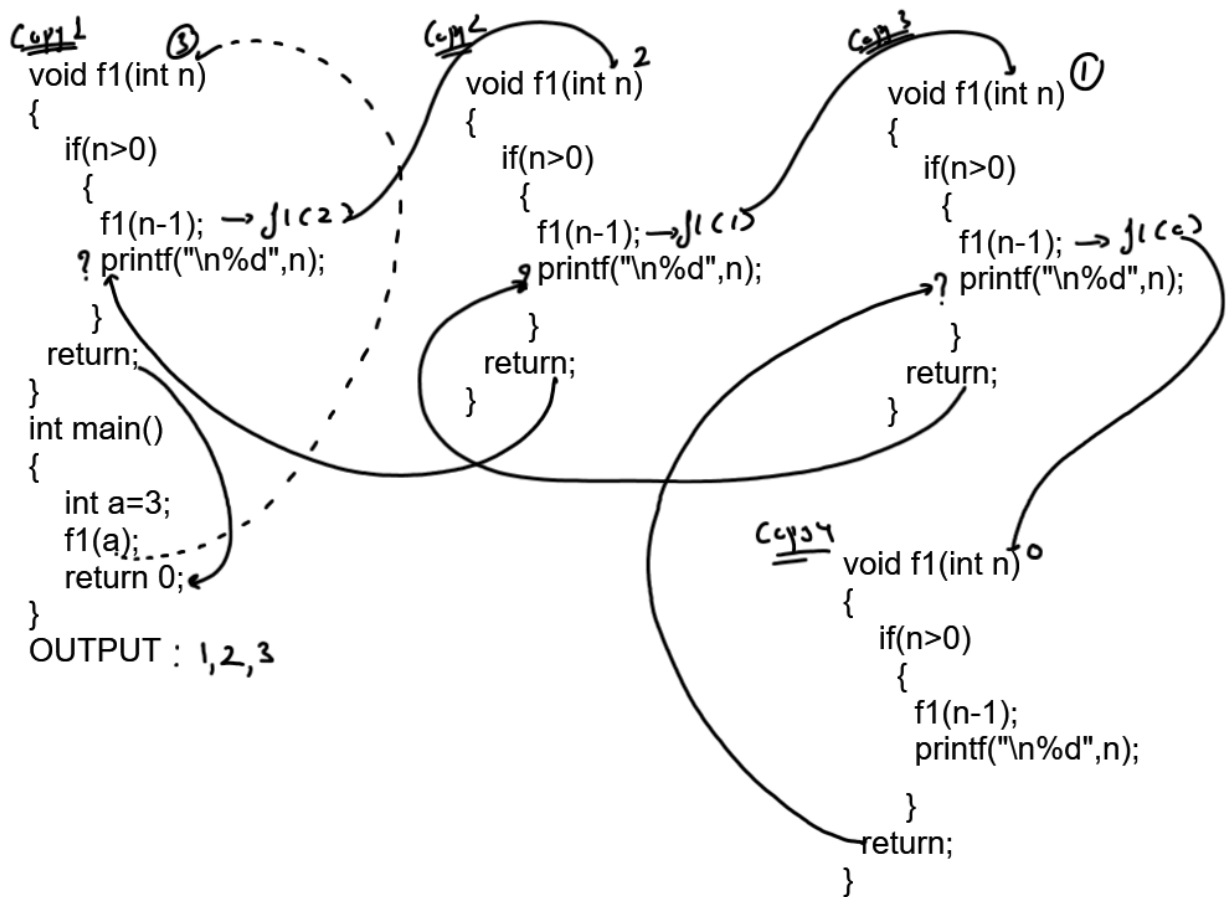 Copy1
③
void f1(int n)
{
if(n>0)
{
f1(n-1); → f1(2)
? printf("\n%d",n);
}
return;
}
int main()
{
int a=3;
f1(a);
return 0;
}
OUTPUT : 1,2,3
Copy2
void f1(int n) 2
{
if(n>0)
{
f1(n-1); → f1(1)
? printf("\n%d",n);
}
return;
}
Copy3
void f1(int n) ①
{
if(n>0)
{
f1(n-1); → f1(0)
? printf("\n%d",n);
}
return;
}
Copy4
void f1(int n) 0
{
if(n>0)
{
f1(n-1);
printf("\n%d",n);
}
return;
}